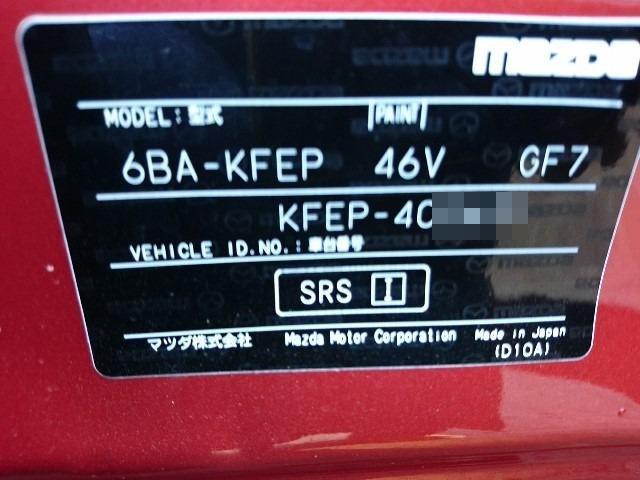 mazda
MODEL: 型式 PAINT
6BA-KFEP 46V GF7
KFEP-4
VEHICLE ID.NO.: 車台番号
SRS I
マツダ株式会社 Mazda Motor Corporation Made in Japan
(D10A)